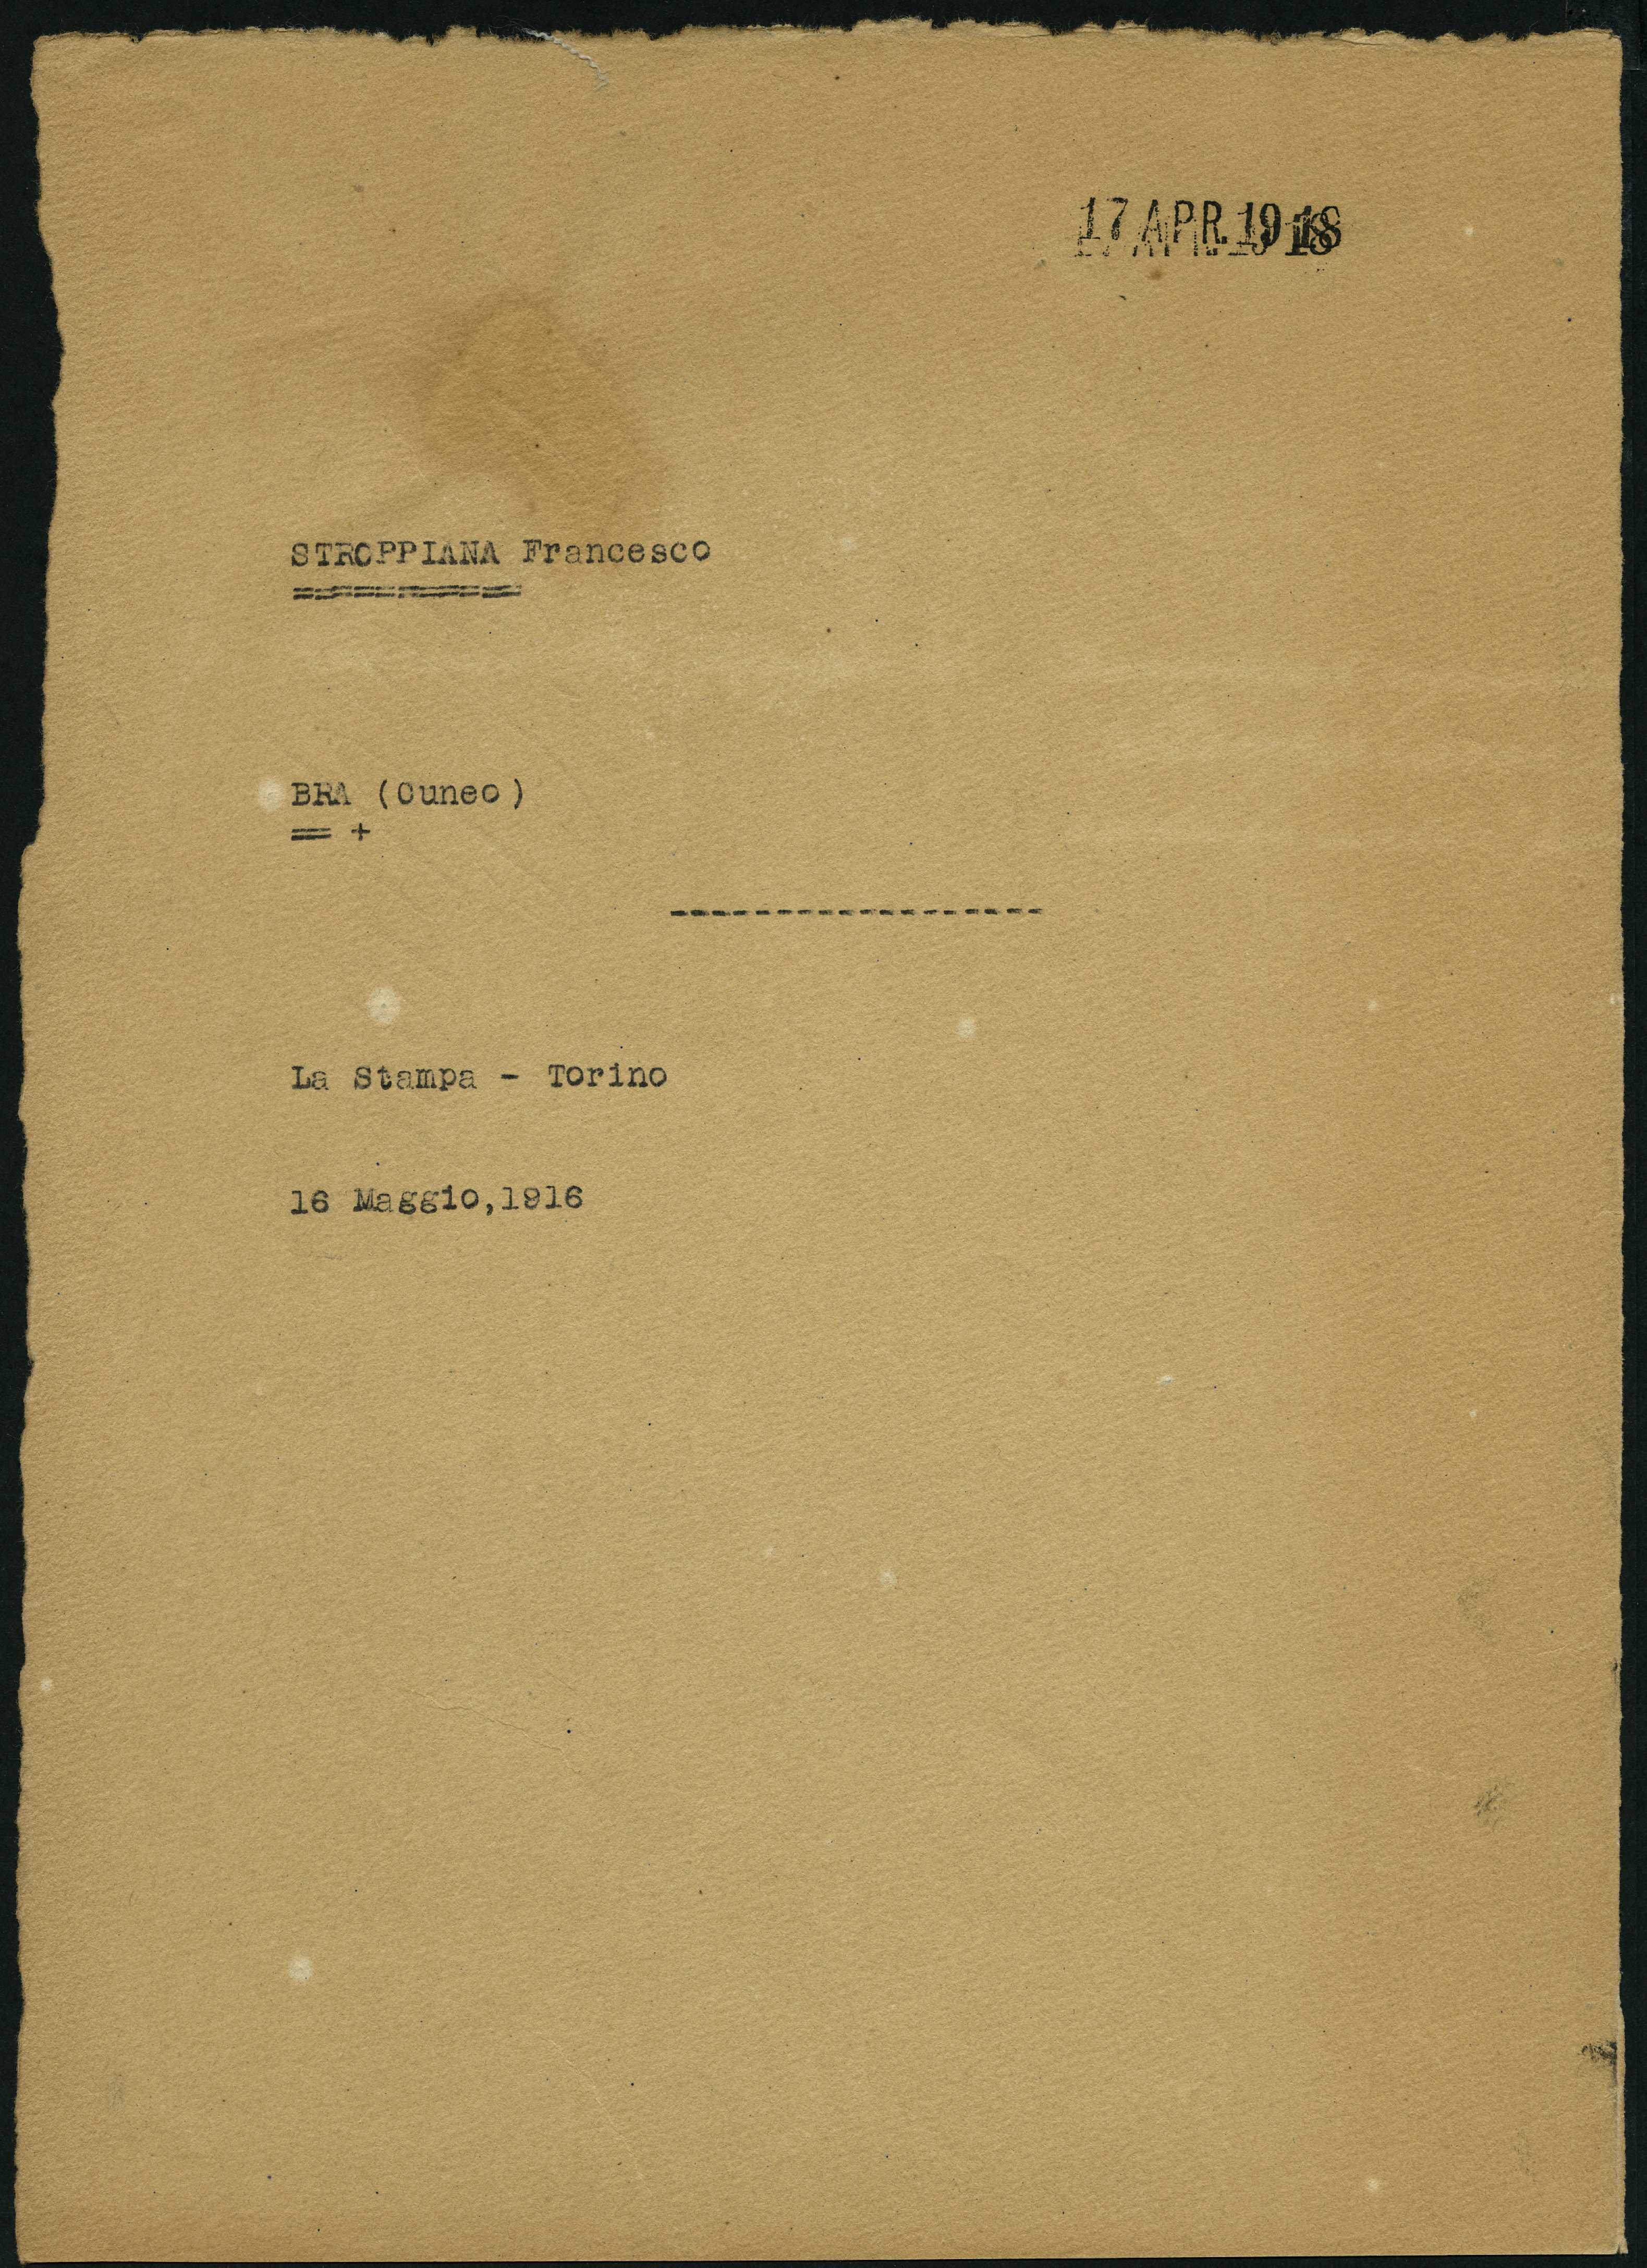 17 APR. 1918
STROPPIANA Francesco
===========
BRA (Cuneo)
== +
------------------
La Stampa - Torino
16 Maggio,1916